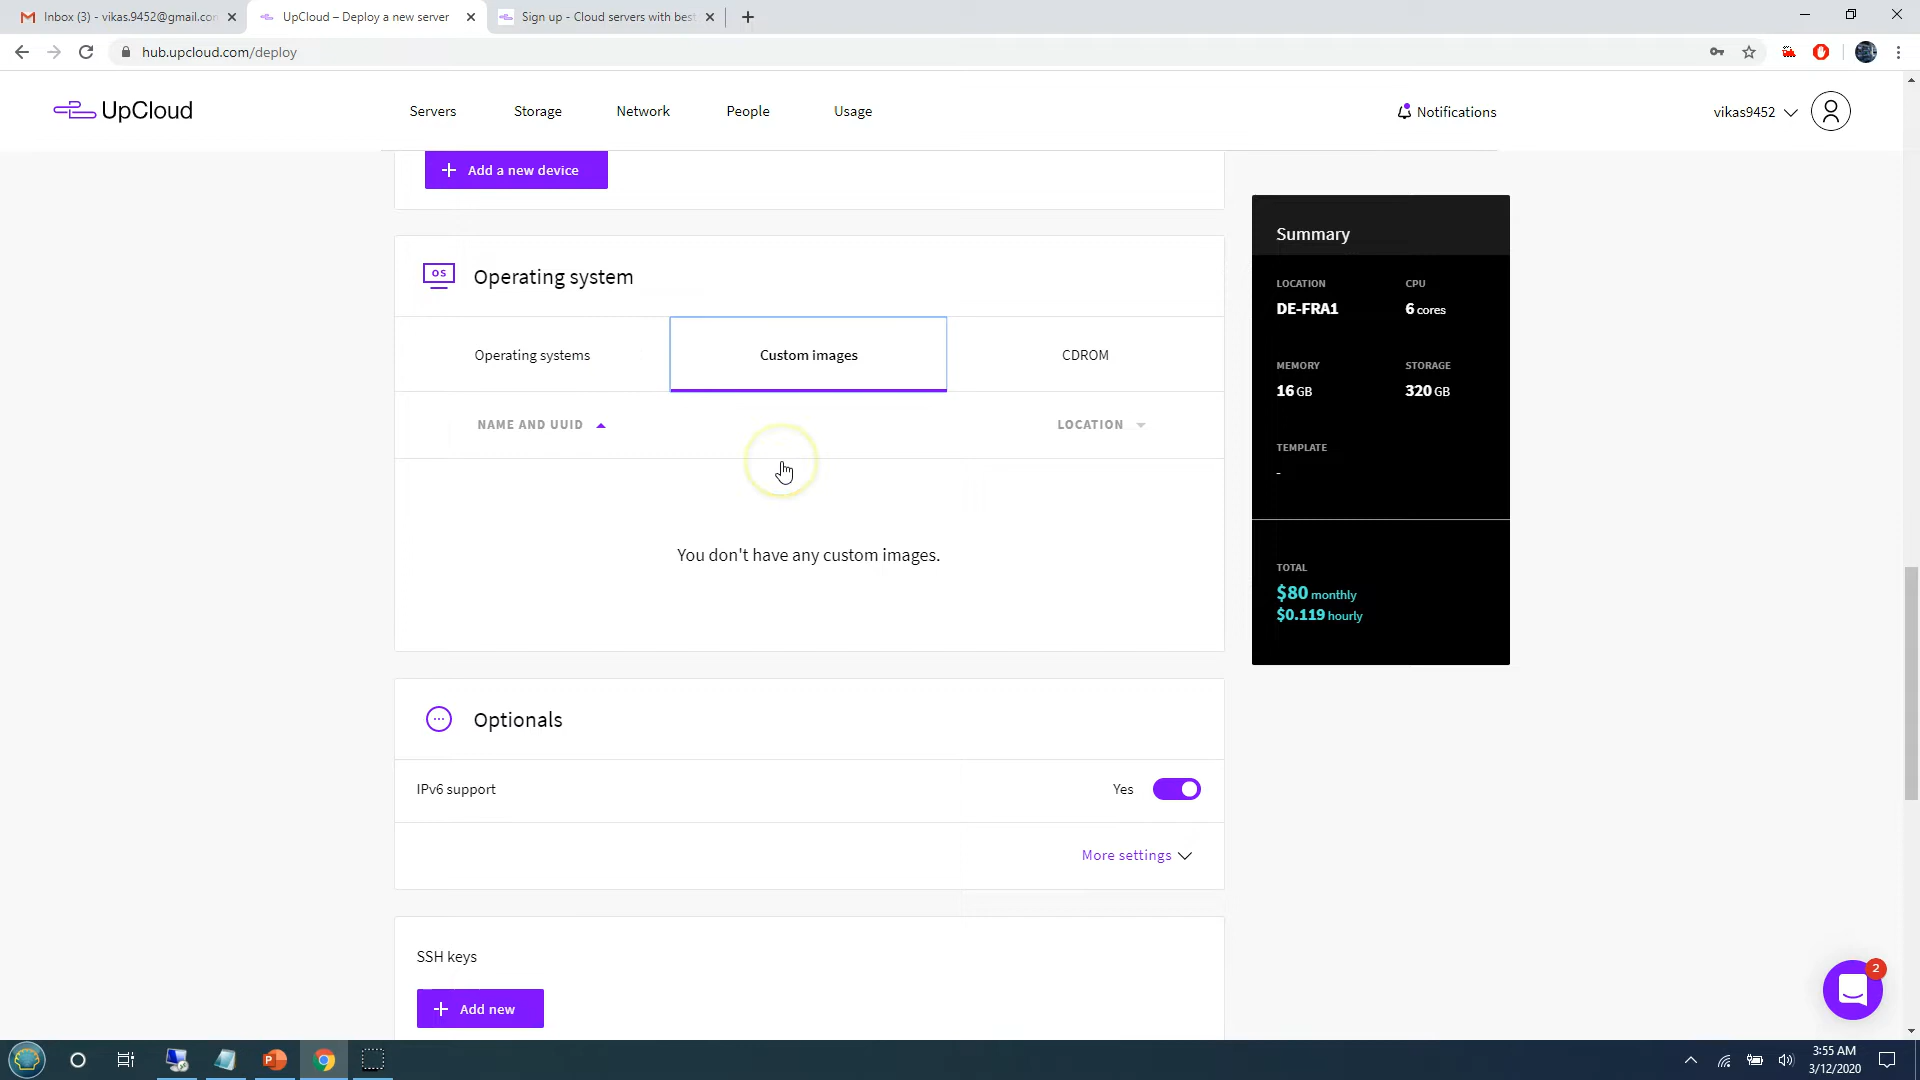 Inbox (3) - vikas.9452@gmail.con
UpCloud – Deploy a new server
Sign up - Cloud servers with best
hub.upcloud.com/deploy
UpCloud
Servers
Storage
Network
People
Usage
Notifications
vikas9452
Add a new device
OS
Operating system
Operating systems
Custom images
CDROM
NAME AND UUID
LOCATION
You don't have any custom images.
Optionals
IPv6 support
Yes
More settings
SSH keys
Add new
Summary
LOCATION
CPU
DE-FRA1
6 cores
MEMORY
STORAGE
16 GB
320 GB
TEMPLATE
-
TOTAL
$80 monthly
$0.119 hourly
2
3:55 AM
3/12/2020